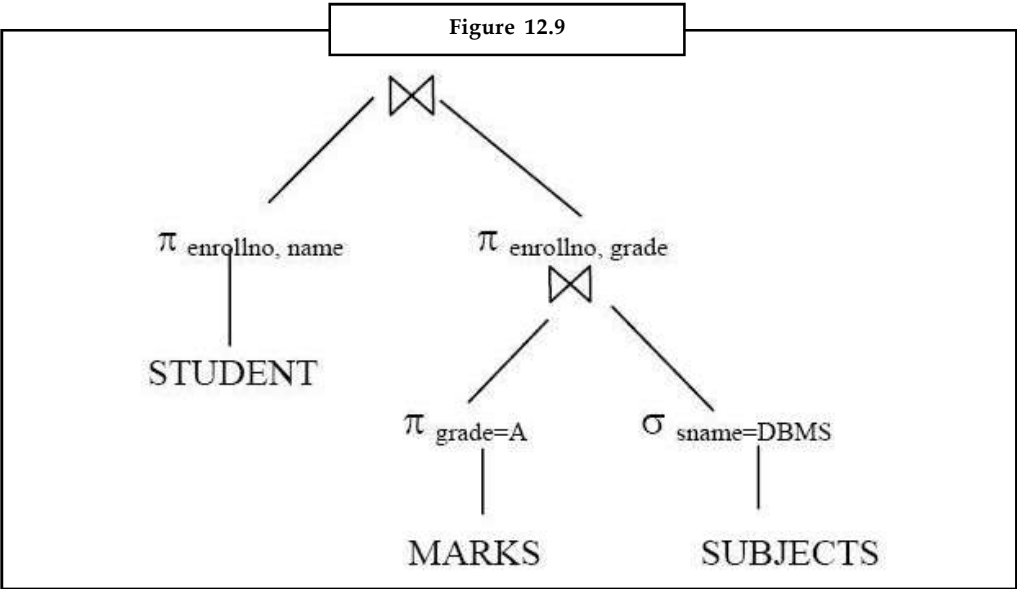 Figure 12.9
⋈
π enrollno, name
π enrollno, grade
⋈
STUDENT
π grade=A
σ sname=DBMS
MARKS
SUBJECTS